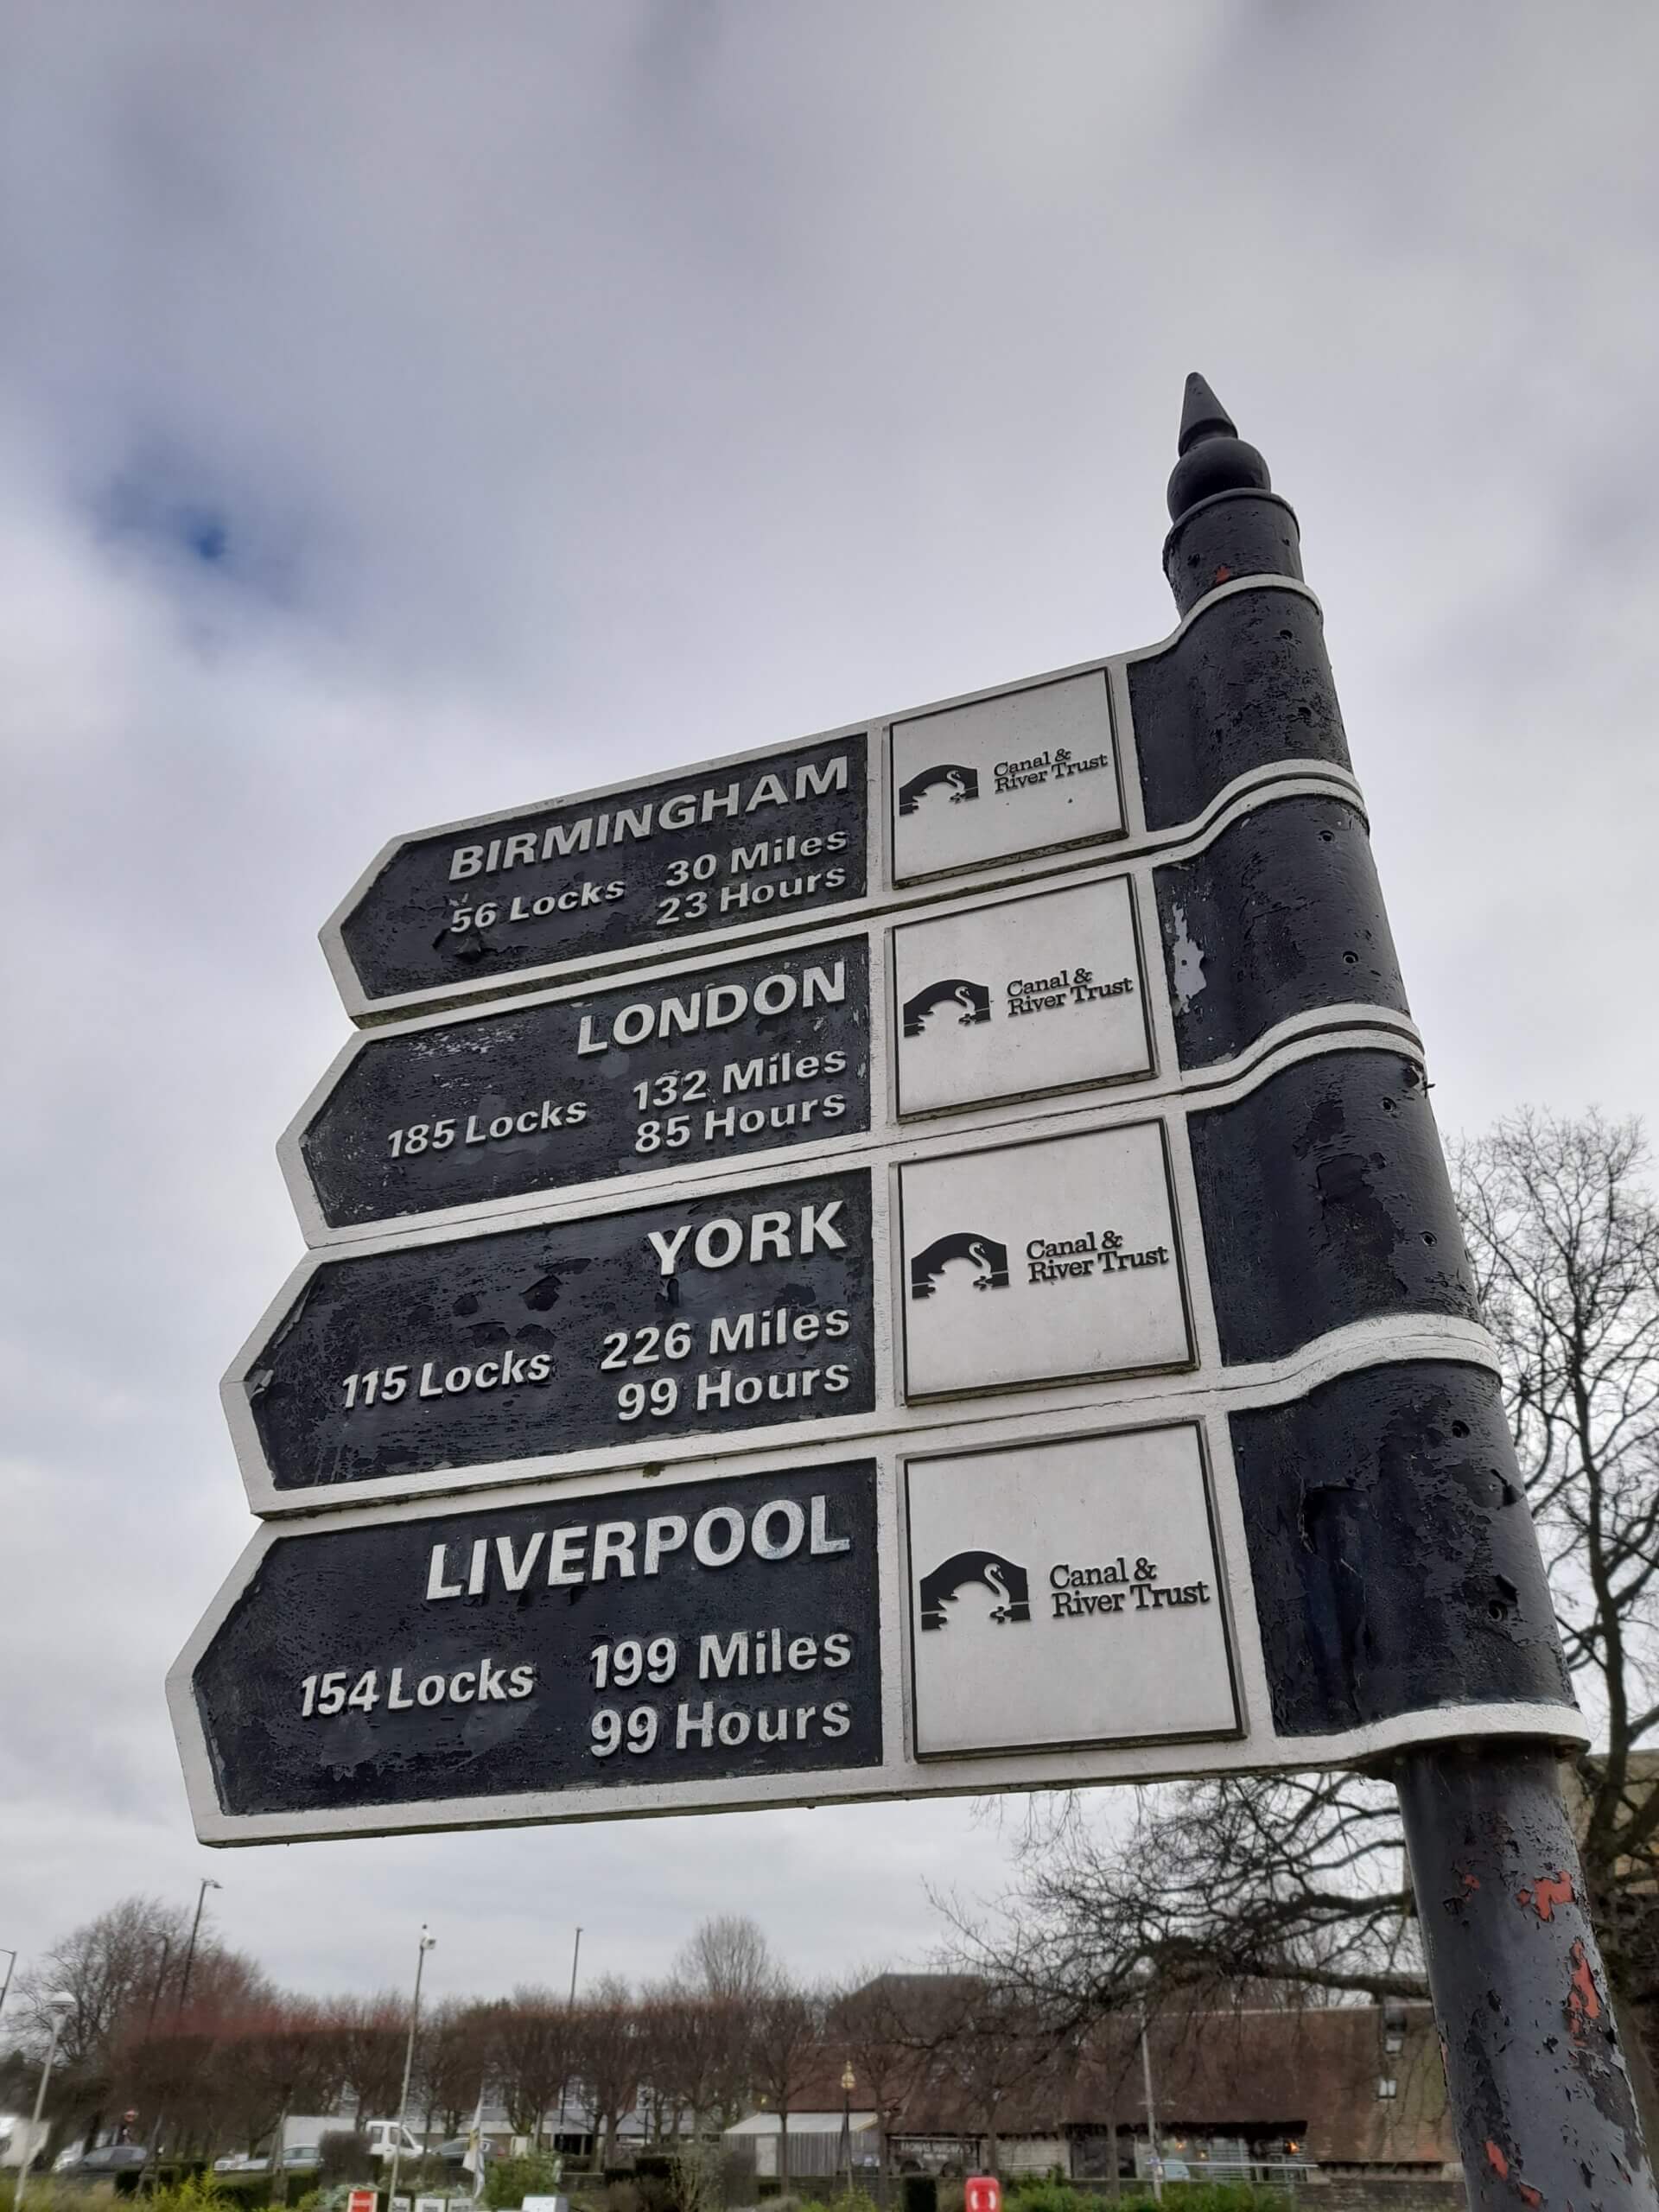 BIRMINGHAM
56 Locks 30 Miles
23 Hours
Canal &
River Trust
LONDON
185 Locks 132 Miles
85 Hours
Canal &
River Trust
YORK
115 Locks 226 Miles
99 Hours
Canal &
River Trust
LIVERPOOL
154 Locks 199 Miles
99 Hours
Canal &
River Trust